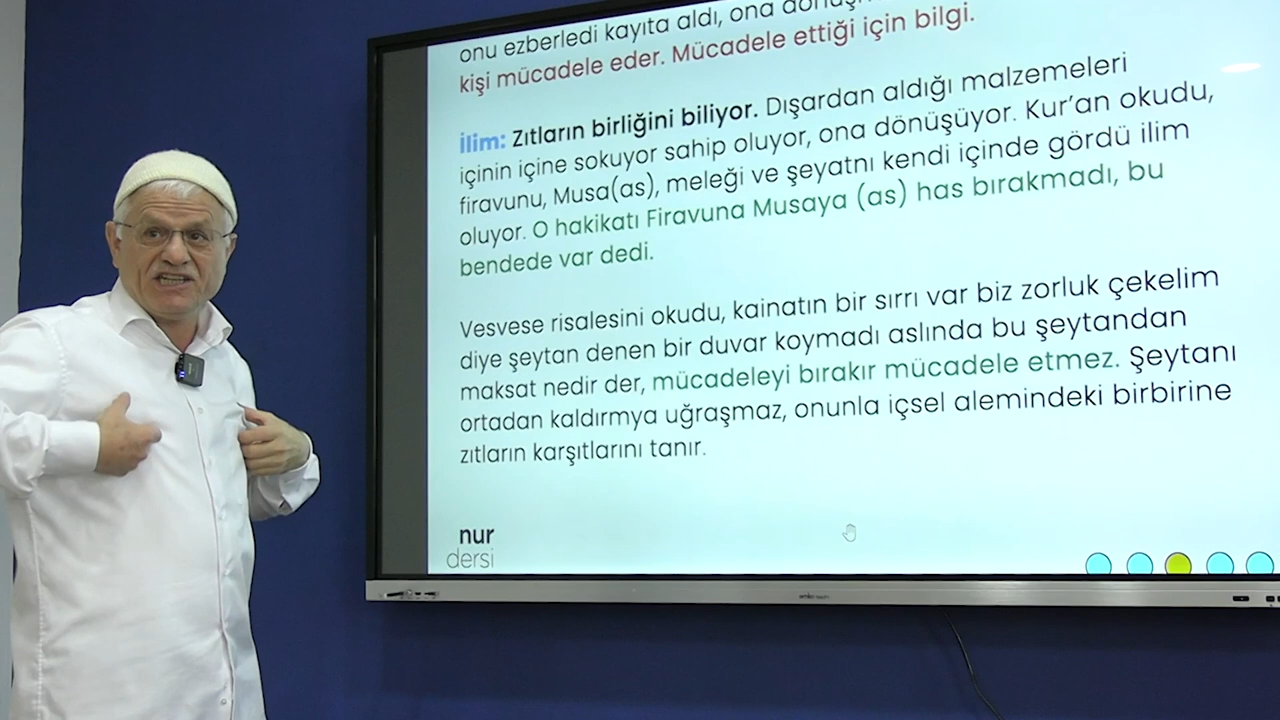 onu ezberledi kayıta aldı, ona
kişi mücadele eder. Mücadele ettiği için bilgi.
İlim: Zıtların birliğini biliyor. Dışardan aldığı malzemeleri
içinin içine sokuyor sahip oluyor, ona dönüşüyor. Kur'an okudu,
firavunu, Musa(as), meleği ve şeyatnı kendi içinde gördü ilim
oluyor. O hakikatı Firavuna Musaya (as) has bırakmadı, bu
bendede var dedi.
Vesvese risalesini okudu, kainatın bir sırrı var biz zorluk çekelim
diye şeytan denen bir duvar koymadı aslında bu şeytandan
maksat nedir der, mücadeleyi bırakır mücadele etmez. Şeytanı
ortadan kaldırmya uğraşmaz, onunla içsel alemindeki birbirine
zıtların karşıtlarını tanır.
nur
dersi